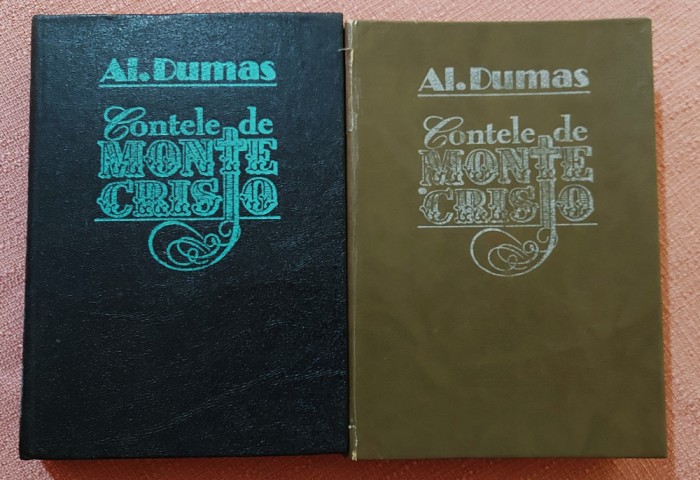 Al. Dumas
Contele de
MONTE
CRISTO
Al. Dumas
Contele de
MONTE
CRISTO